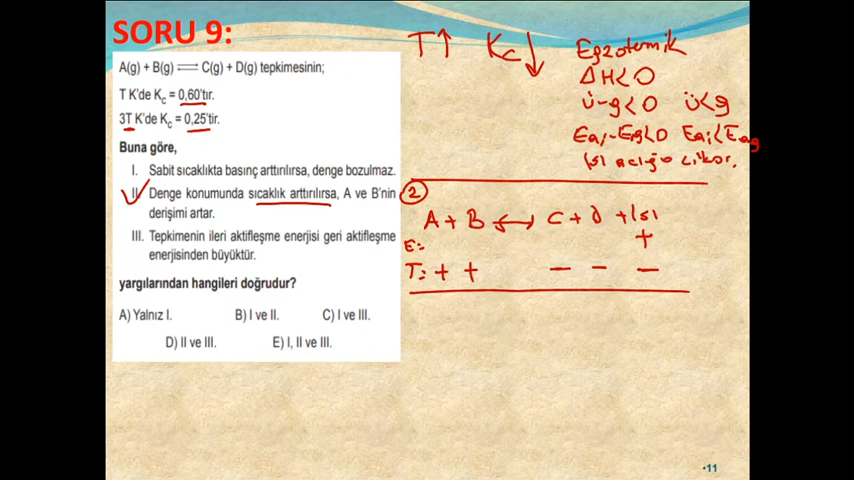 SORU 9:
A(g) + B(g) ⇌ C(g) + D(g) tepkimesinin;
T K'de Kc = 0,60'tır.
3T K'de Kc = 0,25'tir.
Buna göre,
I. Sabit sıcaklıkta basınç arttırılırsa, denge bozulmaz.
II. Denge konumunda sıcaklık arttırılırsa, A ve B'nin
derişimi artar.
III. Tepkimenin ileri aktifleşme enerjisi geri aktifleşme
enerjisinden büyüktür.
yargılarından hangileri doğrudur?
A) Yalnız I. B) I ve II. C) I ve III.
D) II ve III. E) I, II ve III.
T↑ Kc↓ Egzotermik
ΔH<0
Ü-g<0 Ü<g
Eai-Eag<0 Eai<Eag
Isı açığa çıkar.
2
A + B ↔ C + D + Isı
E: +
T: + + − − −
11